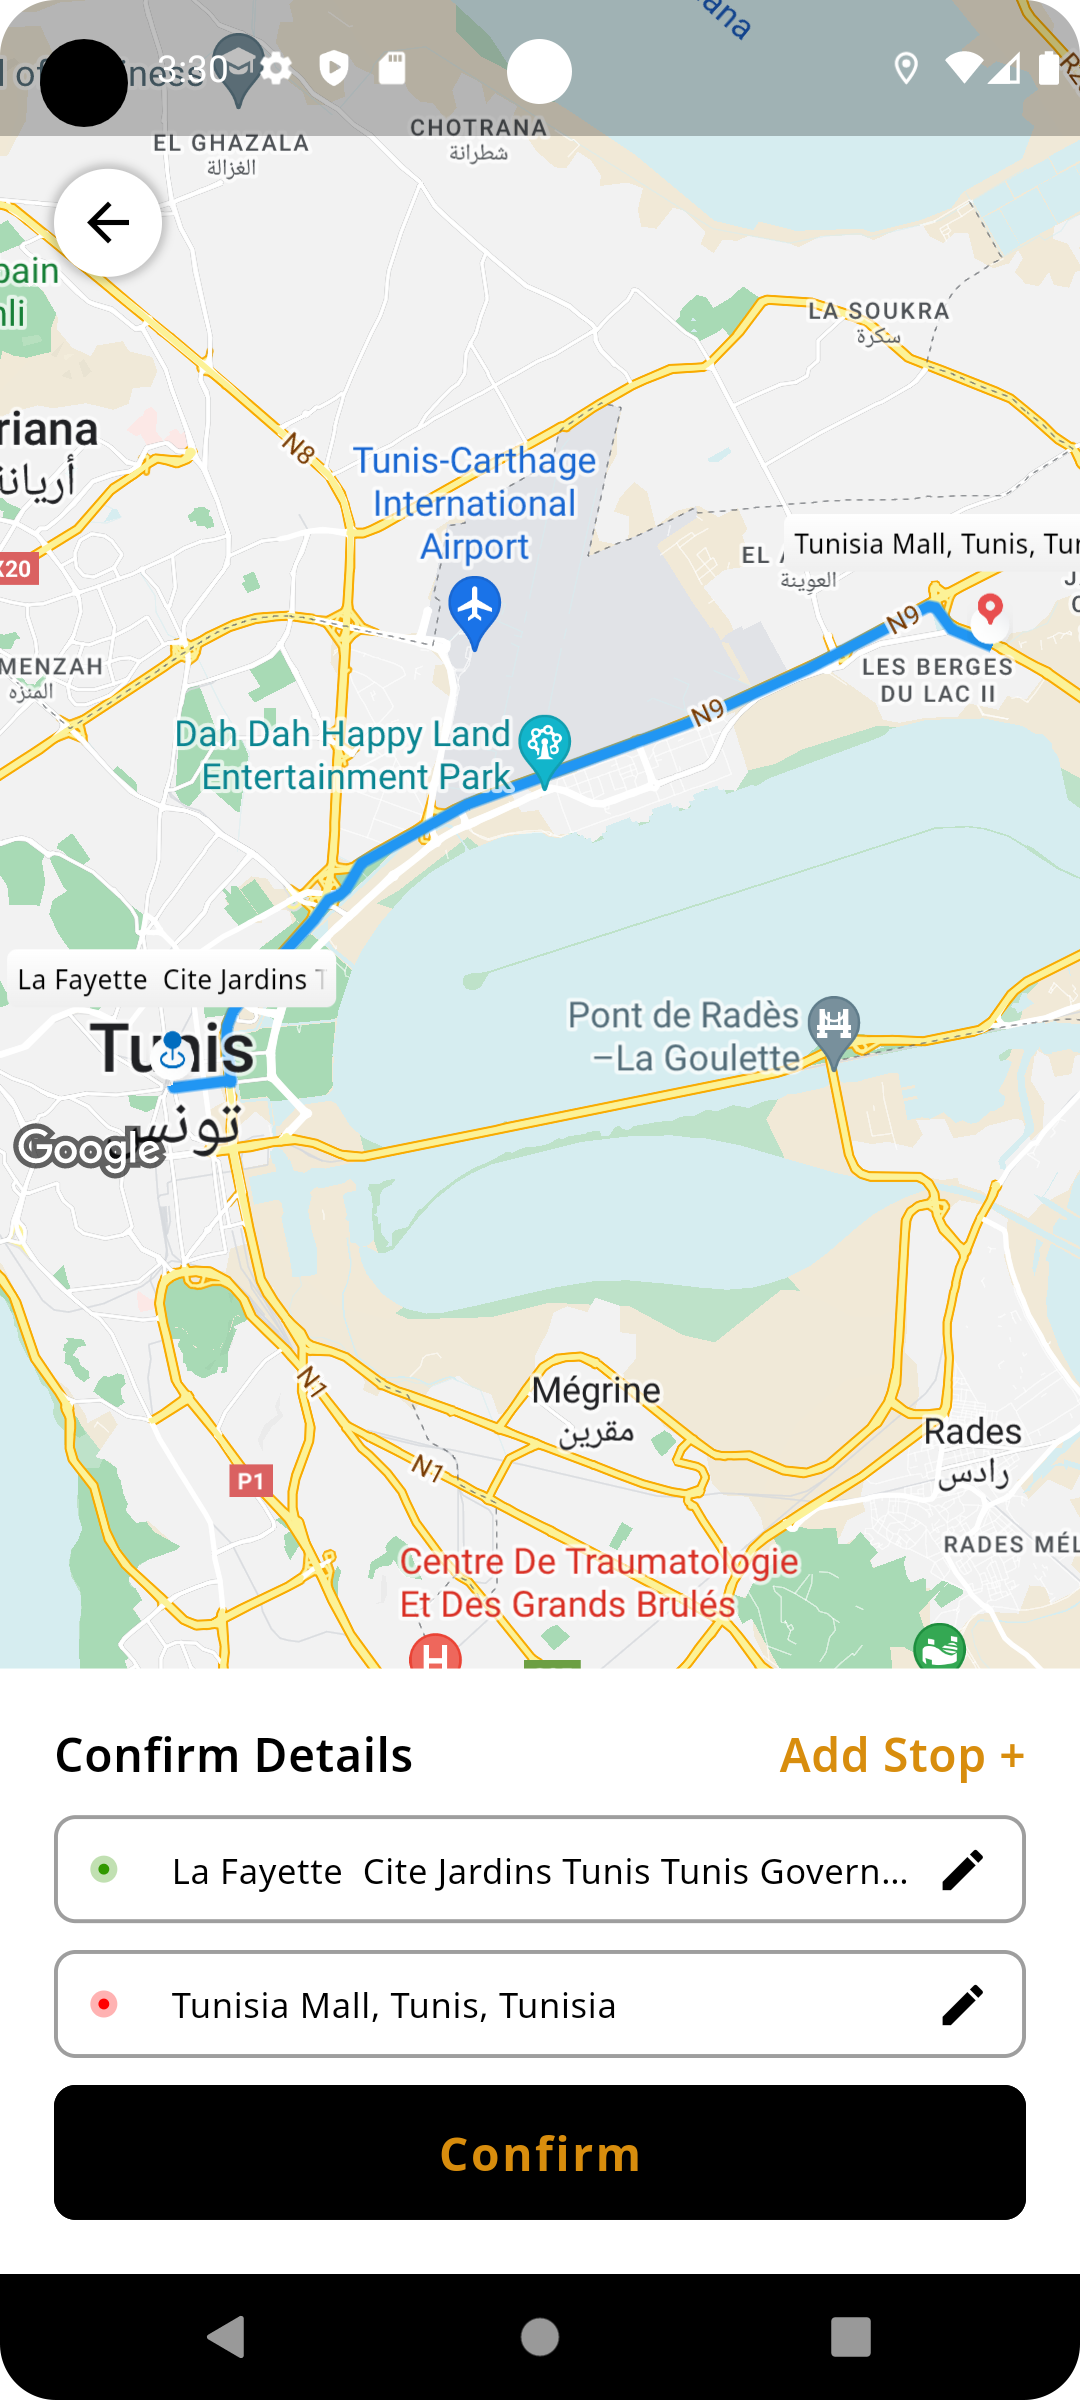 3:30
EL GHAZALA
الغزالة
CHOTRANA
شطرانة
LA SOUKRA
سكرة
N8
Tunis-Carthage
International
Airport
أريانة
X20
Tunisia Mall, Tunis, Tun
العوينة
MENZAH
المنزه
N9
LES BERGES
DU LAC II
N9
Dah Dah Happy Land
Entertainment Park
La Fayette  Cite Jardins T
Pont de Radès
–La Goulette
Tunis
تونس
Google
N1
Mégrine
مقرين
Rades
رادس
N1
P1
RADES MÉL
Centre De Traumatologie
Et Des Grands Brulés
H
Confirm Details
Add Stop +
La Fayette  Cite Jardins Tunis Tunis Govern...
Tunisia Mall, Tunis, Tunisia
Confirm